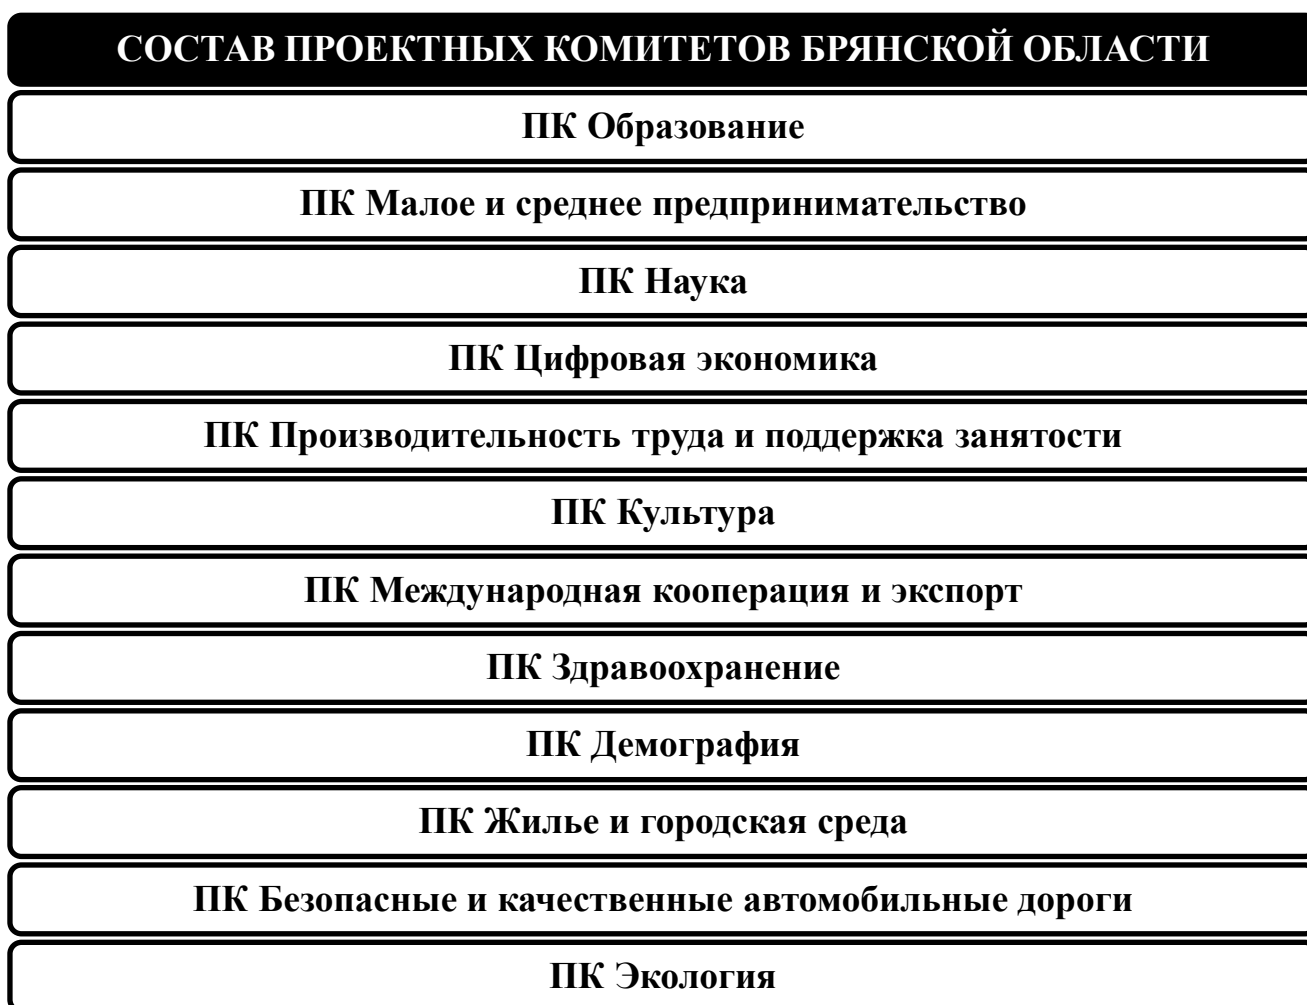 СОСТАВ ПРОЕКТНЫХ КОМИТЕТОВ БРЯНСКОЙ ОБЛАСТИ
ПК Образование
ПК Малое и среднее предпринимательство
ПК Наука
ПК Цифровая экономика
ПК Производительность труда и поддержка занятости
ПК Культура
ПК Международная кооперация и экспорт
ПК Здравоохранение
ПК Демография
ПК Жилье и городская среда
ПК Безопасные и качественные автомобильные дороги
ПК Экология